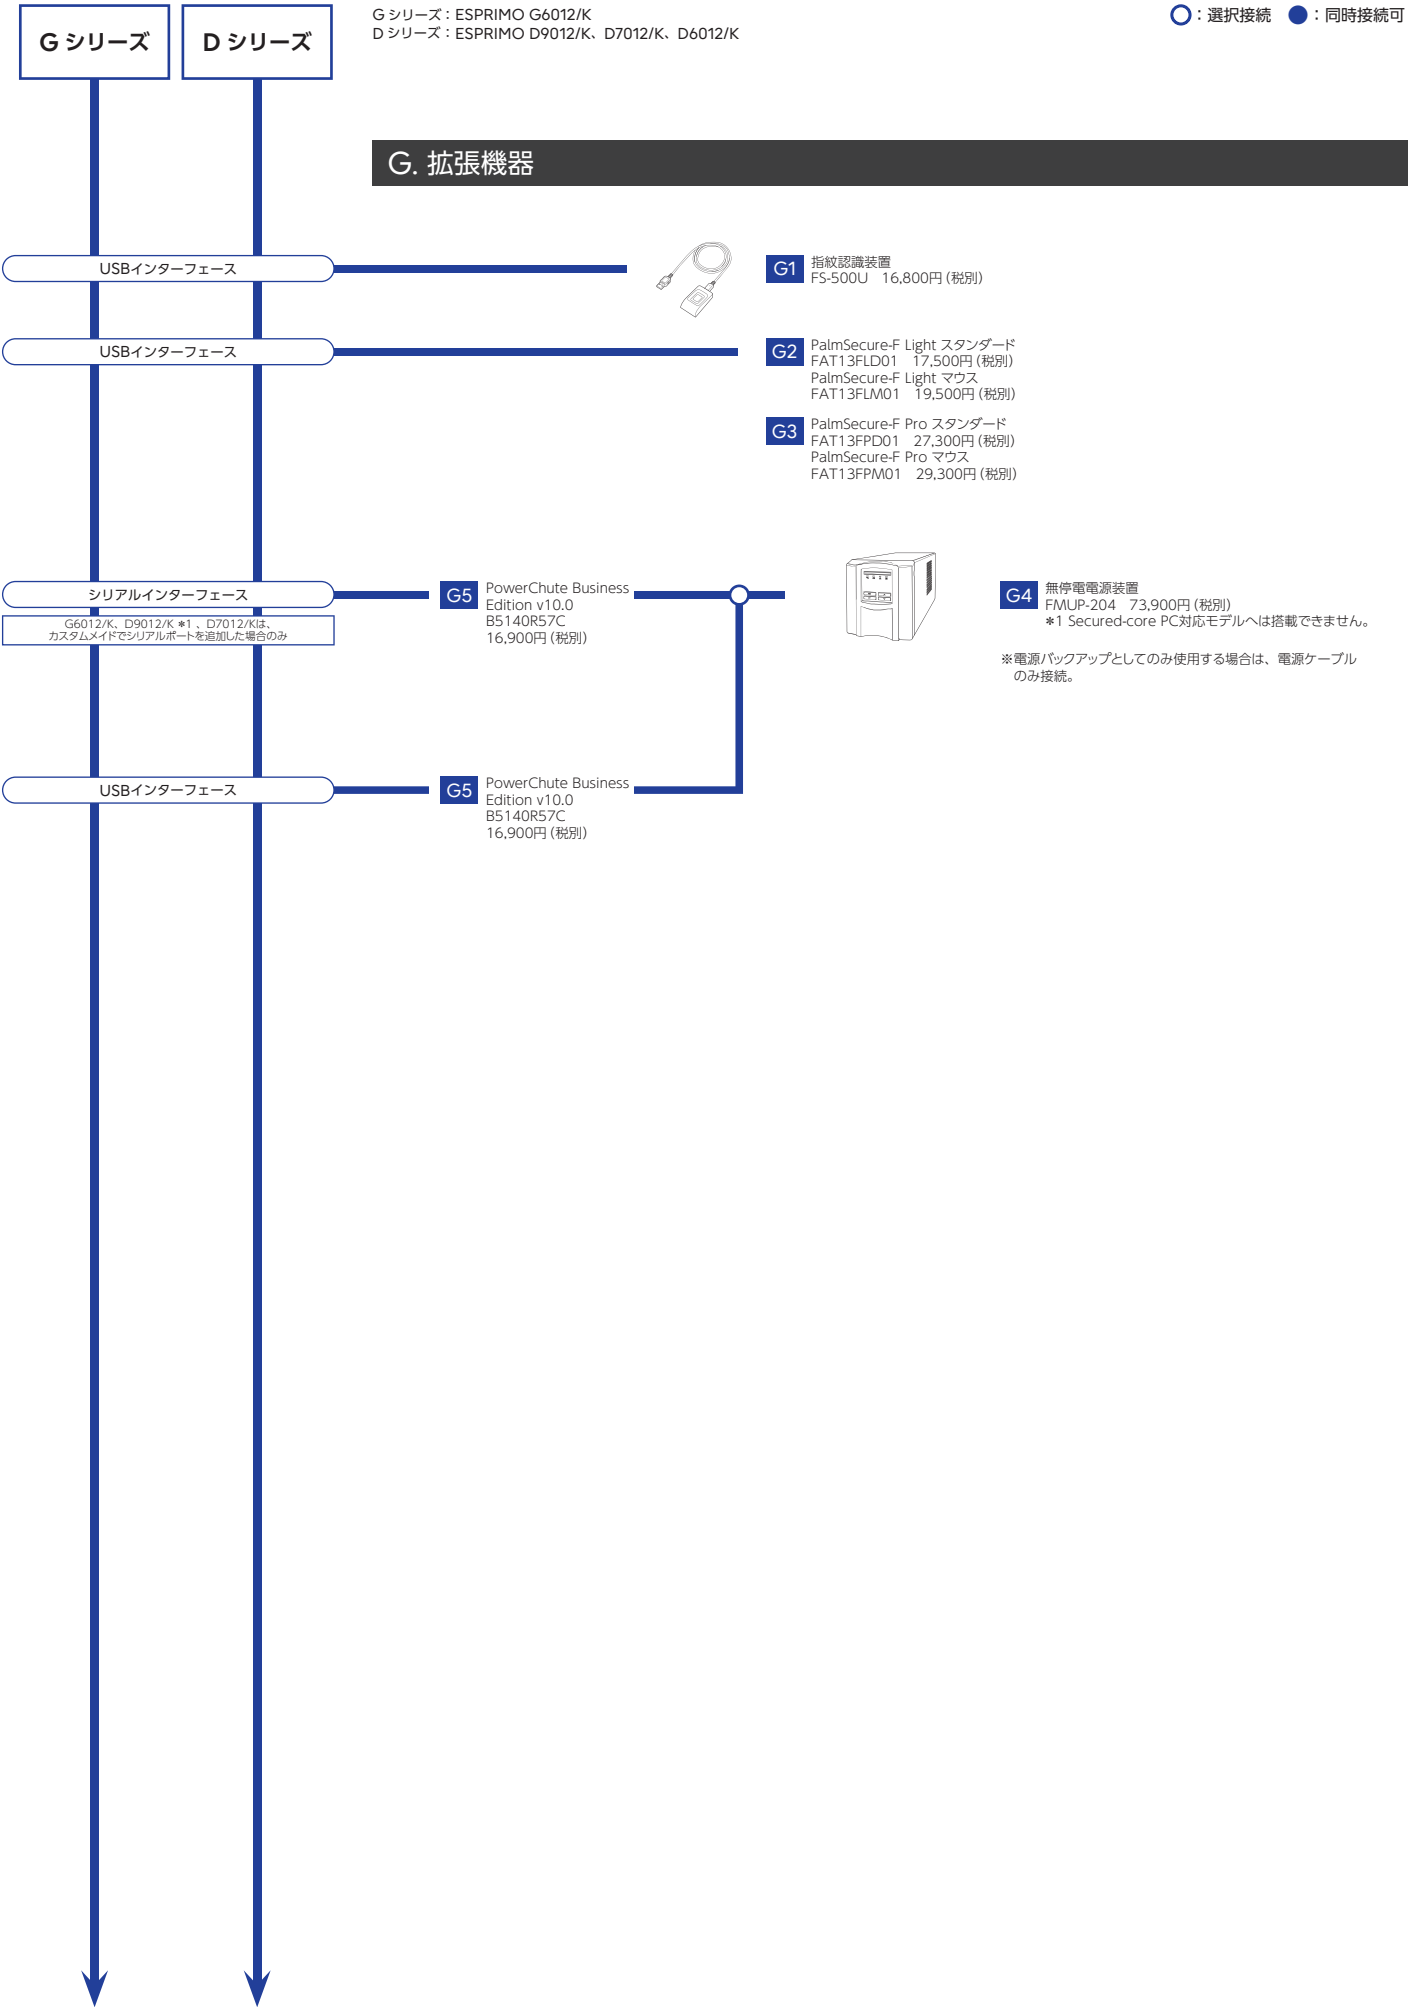 G シリーズ
D シリーズ
G シリーズ：ESPRIMO G6012/K
D シリーズ：ESPRIMO D9012/K、D7012/K、D6012/K
：選択接続　：同時接続可
G. 拡張機器
USBインターフェース
G1 指紋認識装置
FS-500U　16,800円（税別）
USBインターフェース
G2 PalmSecure-F Light スタンダード
FAT13FLD01　17,500円（税別）
PalmSecure-F Light マウス
FAT13FLM01　19,500円（税別）
G3 PalmSecure-F Pro スタンダード
FAT13FPD01　27,300円（税別）
PalmSecure-F Pro マウス
FAT13FPM01　29,300円（税別）
シリアルインターフェース
G6012/K、D9012/K *1 、D7012/Kは、
カスタムメイドでシリアルポートを追加した場合のみ
G5 PowerChute Business
Edition v10.0
B5140R57C
16,900円（税別）
G4 無停電電源装置
FMUP-204　73,900円（税別）
*1 Secured-core PC対応モデルへは搭載できません。
※電源バックアップとしてのみ使用する場合は、電源ケーブル
のみ接続。
USBインターフェース
G5 PowerChute Business
Edition v10.0
B5140R57C
16,900円（税別）